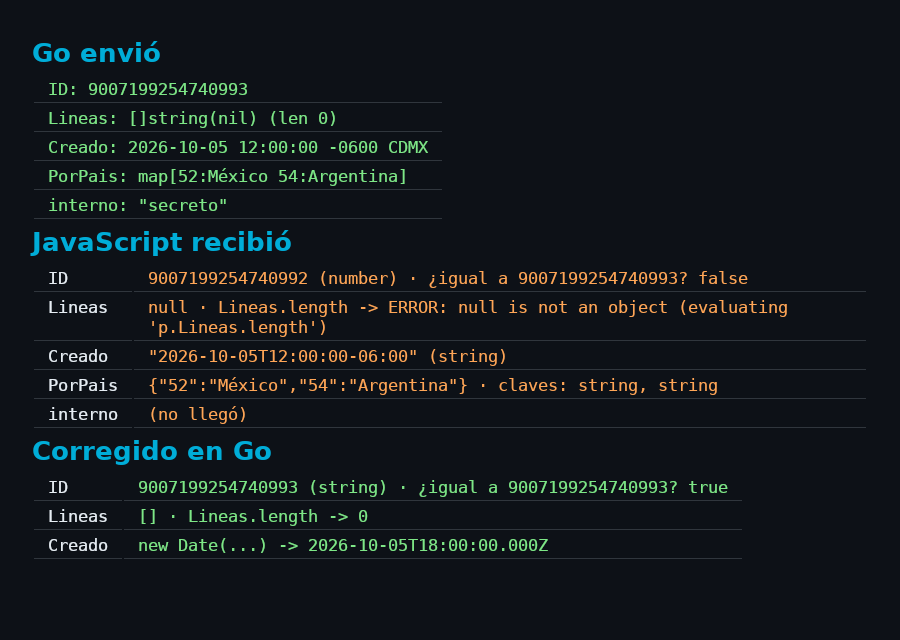 Go envió
ID: 9007199254740993
Lineas: []string(nil) (len 0)
Creado: 2026-10-05 12:00:00 -0600 CDMX
PorPais: map[52:México 54:Argentina]
interno: "secreto"
JavaScript recibió
ID 9007199254740992 (number) · ¿igual a 9007199254740993? false
Lineas null · Lineas.length -> ERROR: null is not an object (evaluating
'p.Lineas.length')
Creado "2026-10-05T12:00:00-06:00" (string)
PorPais {"52":"México","54":"Argentina"} · claves: string, string
interno (no llegó)
Corregido en Go
ID 9007199254740993 (string) · ¿igual a 9007199254740993? true
Lineas [] · Lineas.length -> 0
Creado new Date(...) -> 2026-10-05T18:00:00.000Z